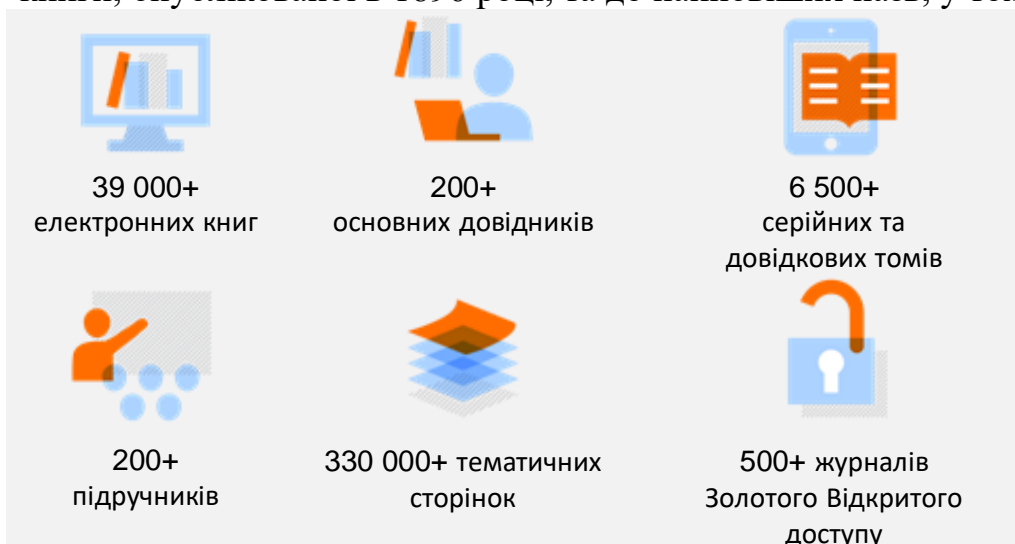 39 000+
електронних книг
200+
основних довідників
6 500+
серійних та
довідкових томів
200+
підручників
330 000+ тематичних
сторінок
500+ журналів
Золотого Відкритого
доступу